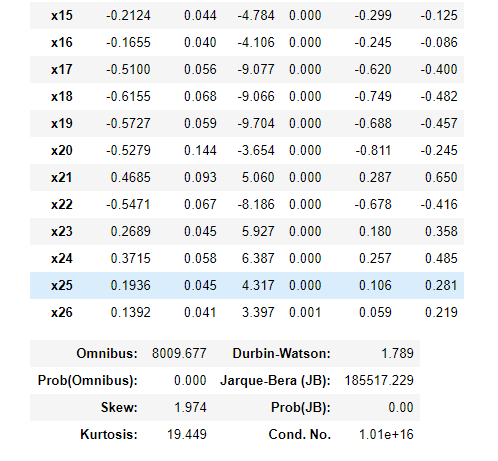 x15 -0.2124 0.044 -4.784 0.000 -0.299 -0.125
x16 -0.1655 0.040 -4.106 0.000 -0.245 -0.086
x17 -0.5100 0.056 -9.077 0.000 -0.620 -0.400
x18 -0.6155 0.068 -9.066 0.000 -0.749 -0.482
x19 -0.5727 0.059 -9.704 0.000 -0.688 -0.457
x20 -0.5279 0.144 -3.654 0.000 -0.811 -0.245
x21 0.4685 0.093 5.060 0.000 0.287 0.650
x22 -0.5471 0.067 -8.186 0.000 -0.678 -0.416
x23 0.2689 0.045 5.927 0.000 0.180 0.358
x24 0.3715 0.058 6.387 0.000 0.257 0.485
x25 0.1936 0.045 4.317 0.000 0.106 0.281
x26 0.1392 0.041 3.397 0.001 0.059 0.219
Omnibus: 8009.677 Durbin-Watson: 1.789
Prob(Omnibus): 0.000 Jarque-Bera (JB): 185517.229
Skew: 1.974 Prob(JB): 0.00
Kurtosis: 19.449 Cond. No. 1.01e+16